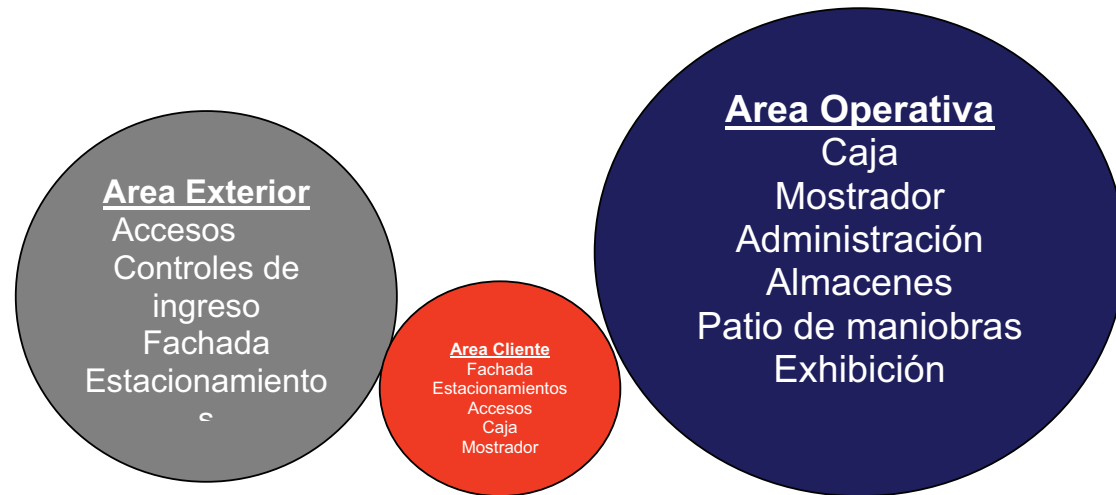 Area Exterior
Accesos
Controles de
ingreso
Fachada
Estacionamiento
s
Area Cliente
Fachada
Estacionamientos
Accesos
Caja
Mostrador
Area Operativa
Caja
Mostrador
Administración
Almacenes
Patio de maniobras
Exhibición